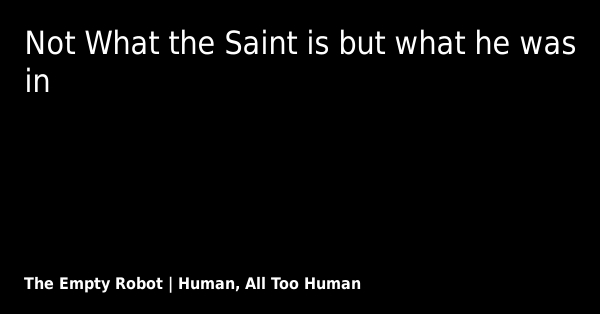 Not What the Saint is but what he was
in
The Empty Robot | Human, All Too Human